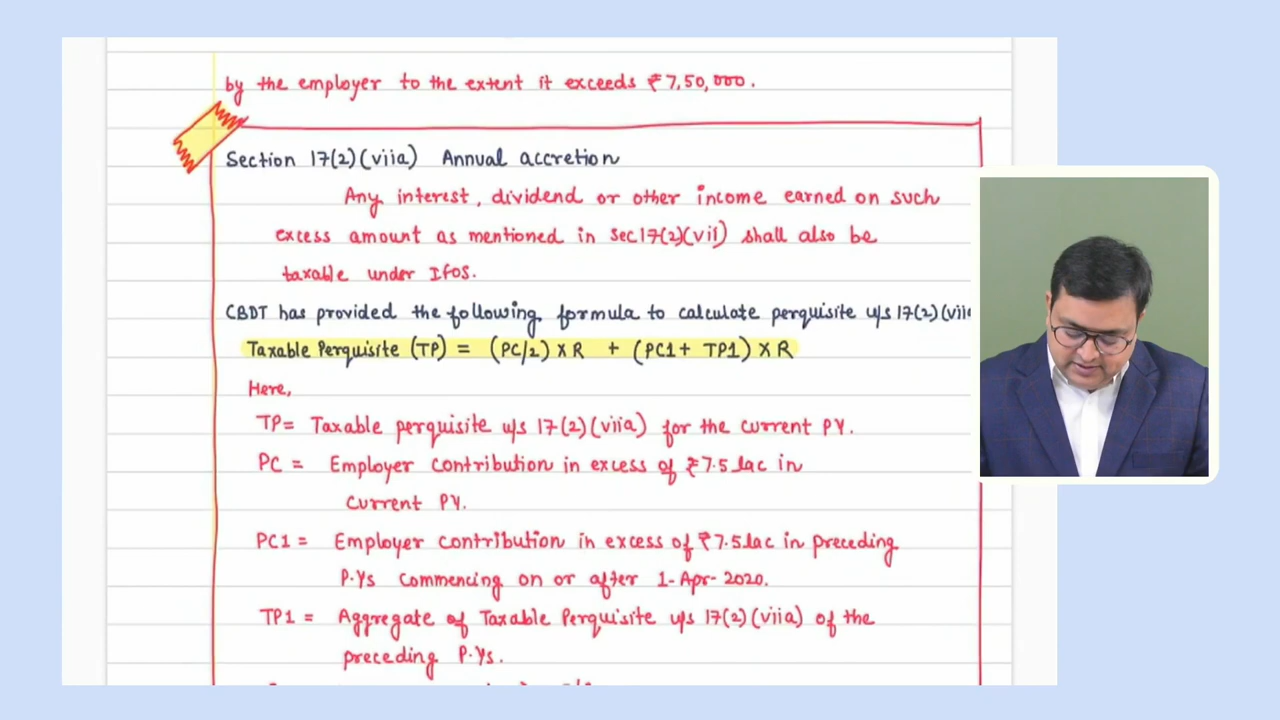 by the employer to the extent it exceeds ₹7,50,000.
Section 17(2)(viia) Annual accretion
Any interest, dividend or other income earned on such
excess amount as mentioned in sec17(2)(vii) shall also be
taxable under IFOS.
CBDT has provided the following formula to calculate perquisite u/s 17(2)(viia
Taxable Perquisite (TP) = (PC/2) X R + (PC1 + TP1) X R
Here,
TP= Taxable perquisite u/s 17(2)(viia) for the current PY.
PC = Employer contribution in excess of ₹7.5 lac in
current PY.
PC1 = Employer contribution in excess of ₹7.5lac in preceding
P.Ys commencing on or after 1-Apr-2020.
TP1 = Aggregate of Taxable Perquisite u/s 17(2)(viia) of the
preceding P.Ys.